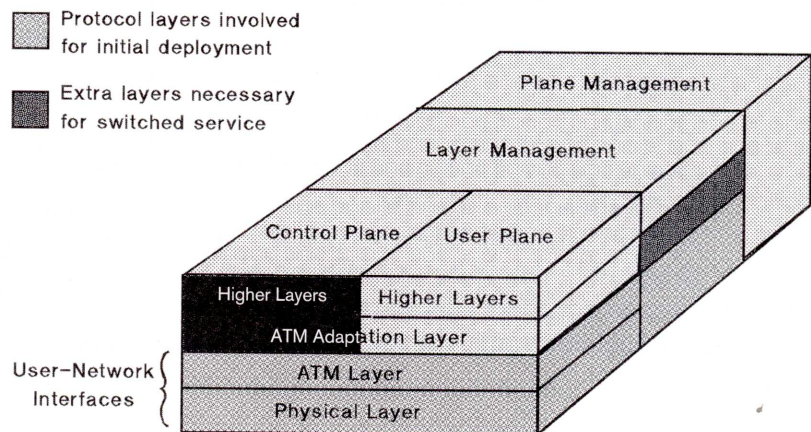 Protocol layers involved
for initial deployment
Extra layers necessary
for switched service
Plane Management
Layer Management
Control Plane
User Plane
Higher Layers
Higher Layers
ATM Adaptation Layer
User-Network
Interfaces
ATM Layer
Physical Layer